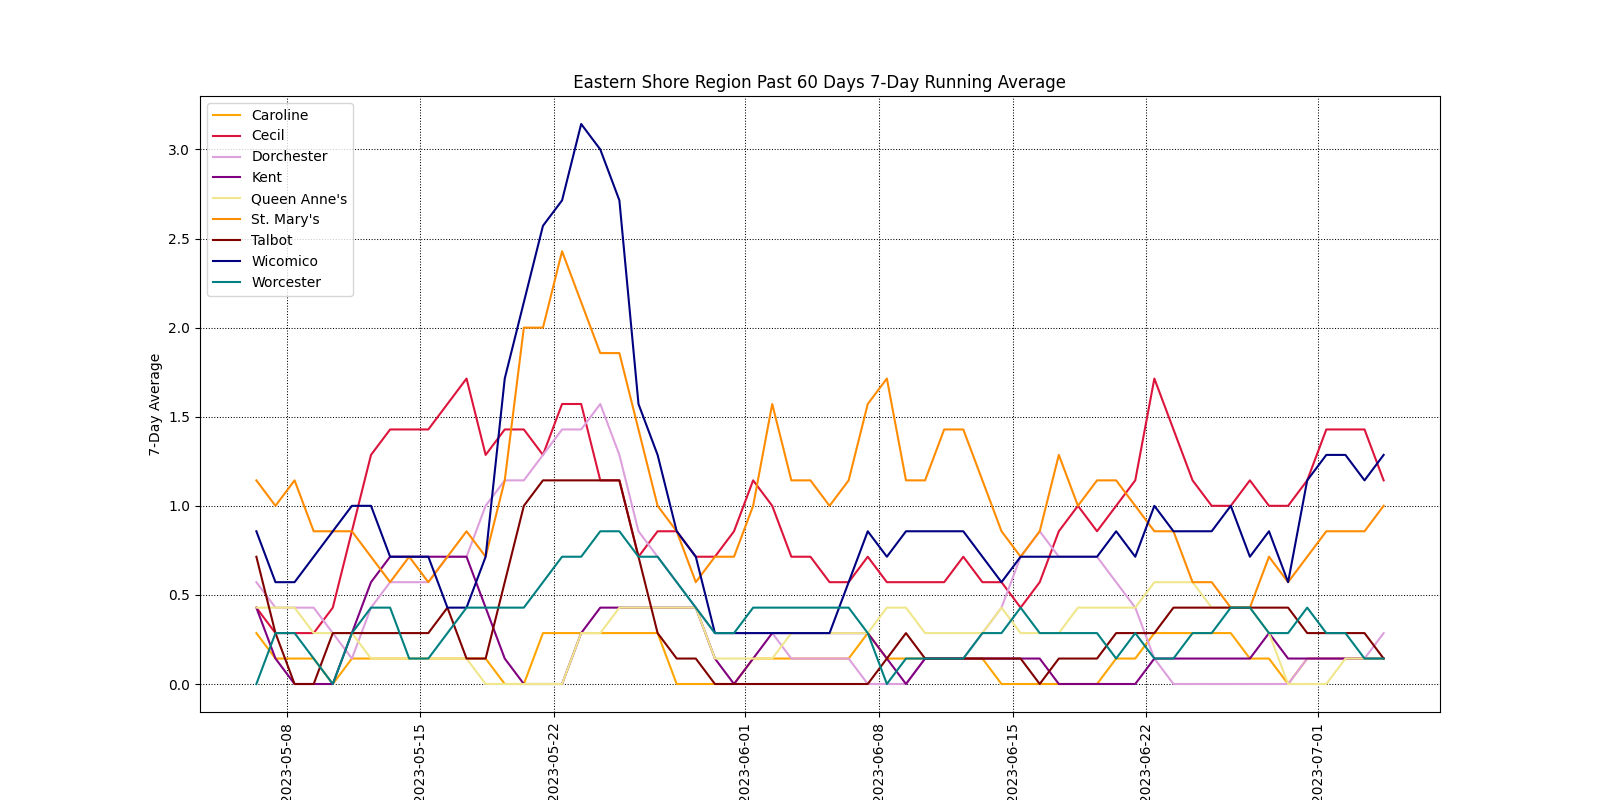 Eastern Shore Region Past 60 Days 7-Day Running Average
Caroline
Cecil
Dorchester
Kent
Queen Anne's
St. Mary's
Talbot
Wicomico
Worcester
3.0
2.5
2.0
1.5
1.0
0.5
0.0
7-Day Average
2023-05-08
2023-05-15
2023-05-22
2023-06-01
2023-06-08
2023-06-15
2023-06-22
2023-07-01